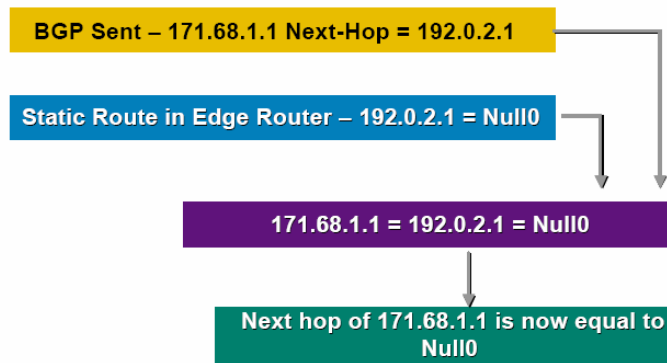 BGP Sent – 171.68.1.1 Next-Hop = 192.0.2.1
Static Route in Edge Router – 192.0.2.1 = Null0
171.68.1.1 = 192.0.2.1 = Null0
Next hop of 171.68.1.1 is now equal to
Null0